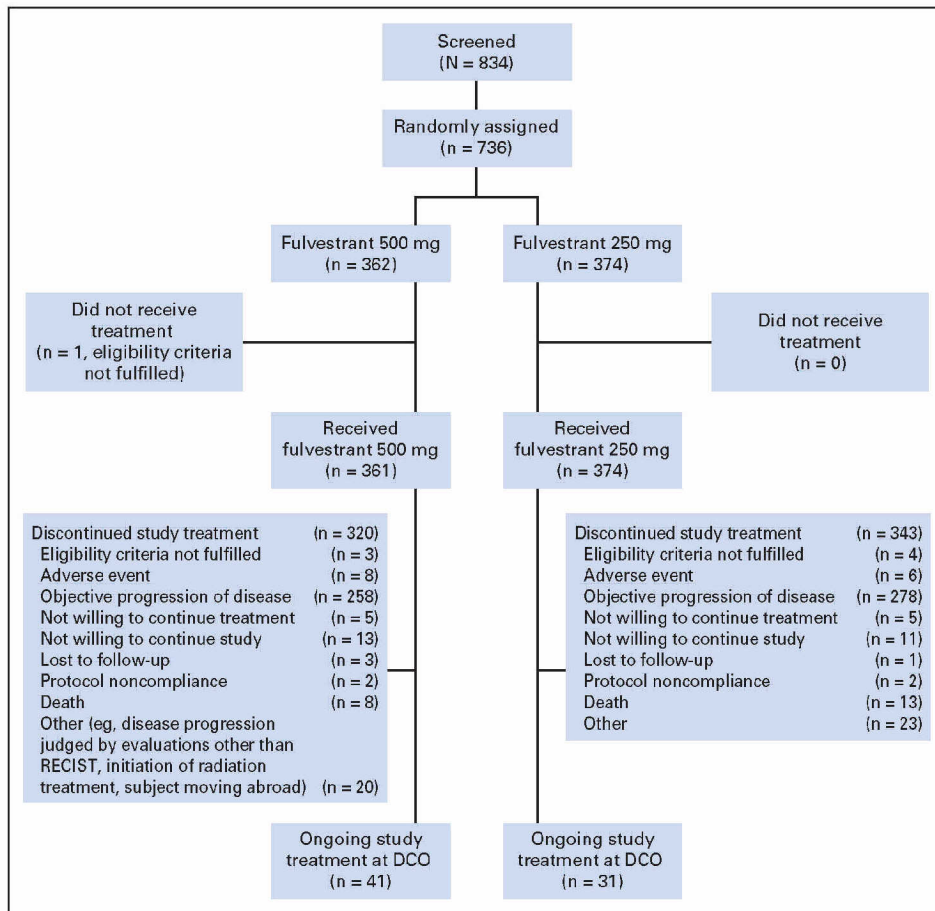 Screened
(N = 834)
Randomly assigned
(n = 736)
Fulvestrant 500 mg
(n = 362)
Fulvestrant 250 mg
(n = 374)
Did not receive
treatment
(n = 1, eligibility criteria
not fulfilled)
Did not receive
treatment
(n = 0)
Received
fulvestrant 500 mg
(n = 361)
Received
fulvestrant 250 mg
(n = 374)
Discontinued study treatment (n = 320)
Eligibility criteria not fulfilled (n = 3)
Adverse event (n = 8)
Objective progression of disease (n = 258)
Not willing to continue treatment (n = 5)
Not willing to continue study (n = 13)
Lost to follow-up (n = 3)
Protocol noncompliance (n = 2)
Death (n = 8)
Other (eg, disease progression
judged by evaluations other than
RECIST, initiation of radiation
treatment, subject moving abroad) (n = 20)
Discontinued study treatment (n = 343)
Eligibility criteria not fulfilled (n = 4)
Adverse event (n = 6)
Objective progression of disease (n = 278)
Not willing to continue treatment (n = 5)
Not willing to continue study (n = 11)
Lost to follow-up (n = 1)
Protocol noncompliance (n = 2)
Death (n = 13)
Other (n = 23)
Ongoing study
treatment at DCO
(n = 41)
Ongoing study
treatment at DCO
(n = 31)